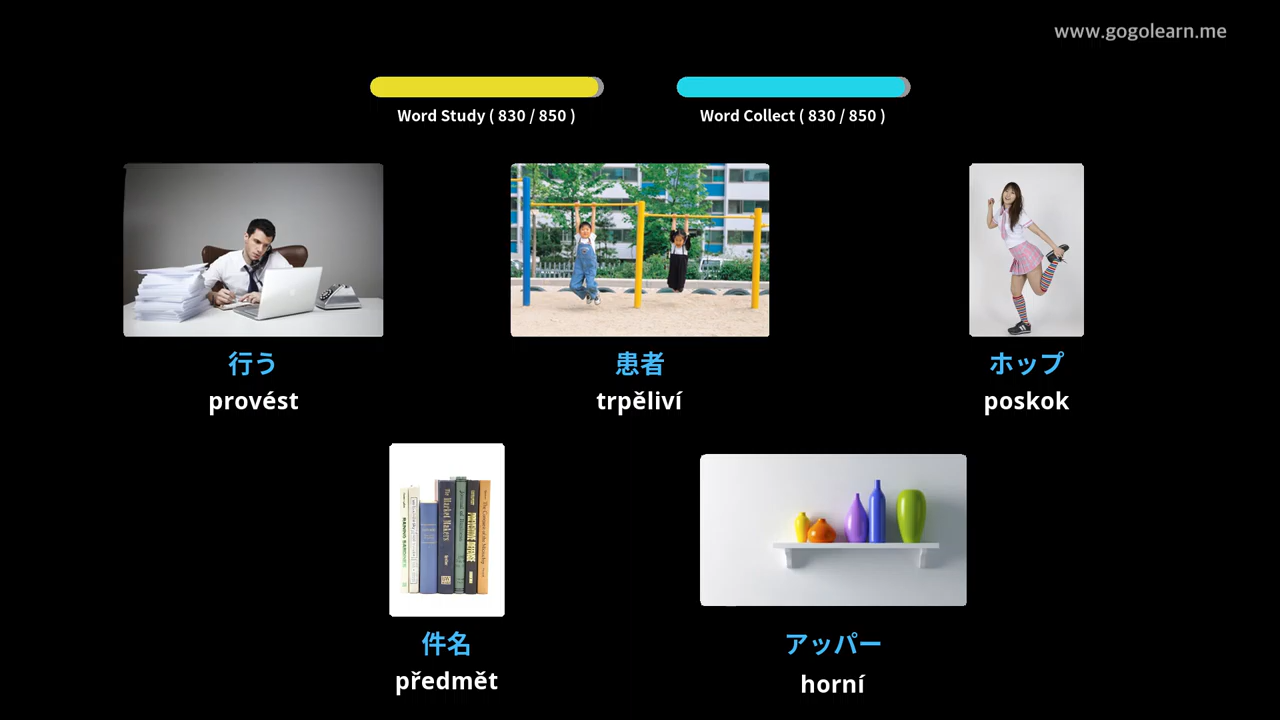 www.gogolearn.me
Word Study ( 830 / 850 )
Word Collect ( 830 / 850 )
行う
provést
患者
trpěliví
ホップ
poskok
件名
předmět
アッパー
horní